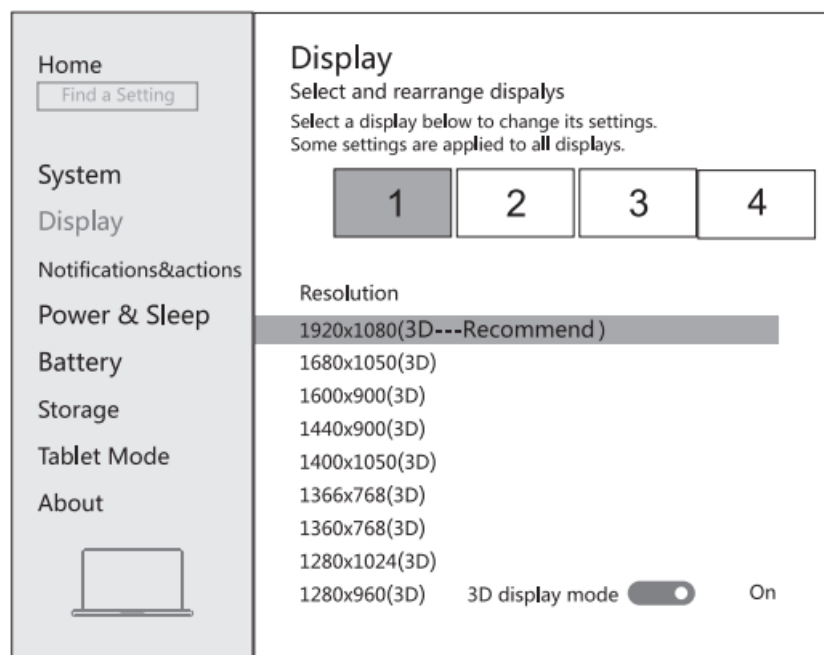 Home
Find a Setting
System
Display
Notifications&actions
Power & Sleep
Battery
Storage
Tablet Mode
About
Display
Select and rearrange dispalys
Select a display below to change its settings.
Some settings are applied to all displays.
1 2 3 4
Resolution
1920x1080(3D---Recommend)
1680x1050(3D)
1600x900(3D)
1440x900(3D)
1400x1050(3D)
1366x768(3D)
1360x768(3D)
1280x1024(3D)
1280x960(3D) 3D display mode On